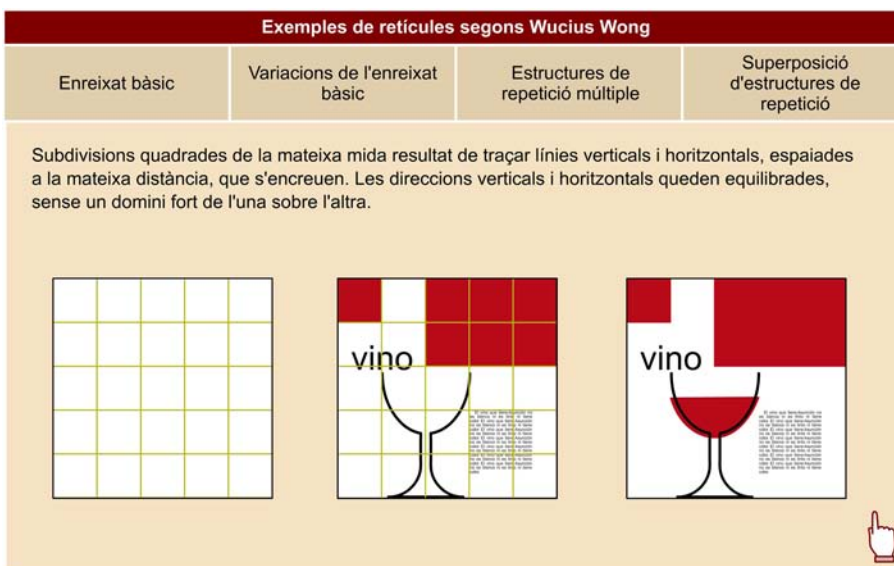 Exemples de retícules segons Wucius Wong
Enreixat bàsic
Variacions de l'enreixat
bàsic
Estructures de
repetició múltiple
Superposició
d'estructures de
repetició
Subdivisions quadrades de la mateixa mida resultat de traçar línies verticals i horitzontals, espaiades
a la mateixa distància, que s'encreuen. Les direccions verticals i horitzontals queden equilibrades,
sense un domini fort de l'una sobre l'altra.
vino
vino